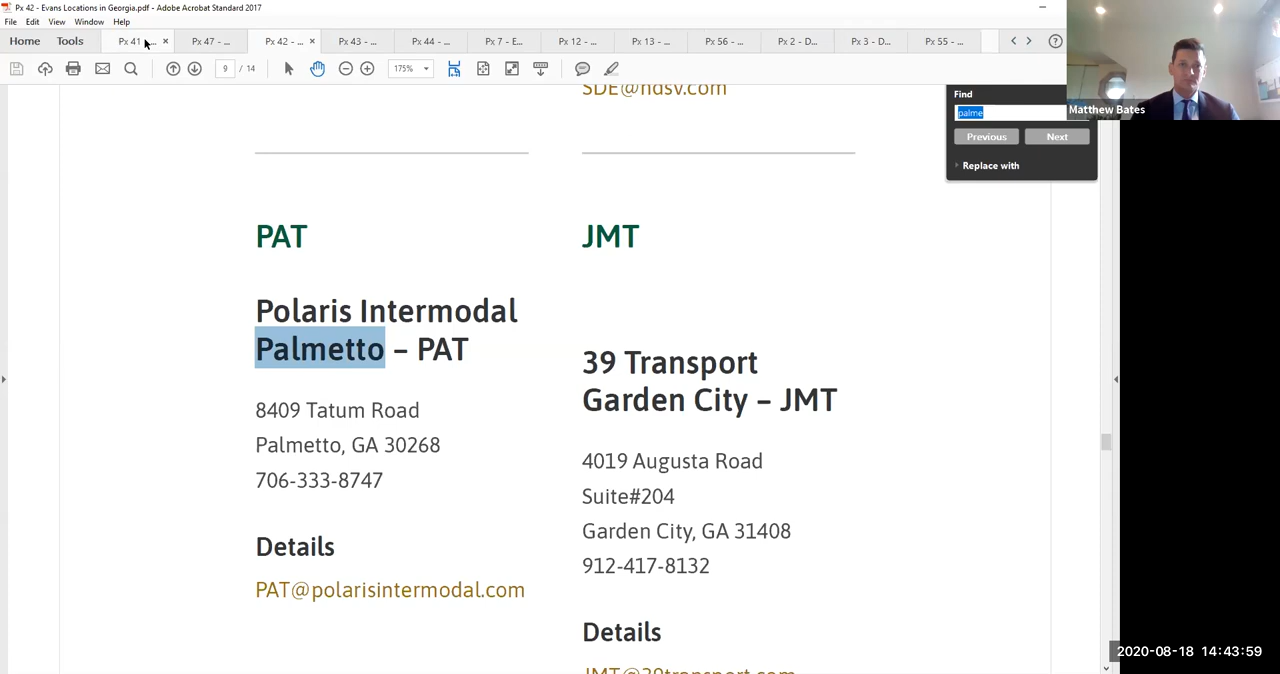 Px 42 - Evans Locations in Georgia.pdf - Adobe Acrobat Standard 2017
File Edit View Window Help
Home Tools Px 41 ... Px 47 - ... Px 42 - ... Px 43 - ... Px 44 - ... Px 7 - E... Px 12 - ... Px 13 - ... Px 56 - ... Px 2 - D... Px 3 - D... Px 55 - ...
9 / 14 175%
Find
palme
Previous Next
Replace with
Matthew Bates
SDE@hdsv.com
PAT
Polaris Intermodal
Palmetto – PAT
8409 Tatum Road
Palmetto, GA 30268
706-333-8747
Details
PAT@polarisintermodal.com
JMT
39 Transport
Garden City – JMT
4019 Augusta Road
Suite#204
Garden City, GA 31408
912-417-8132
Details
JMT@39transport.com
2020-08-18 14:43:59